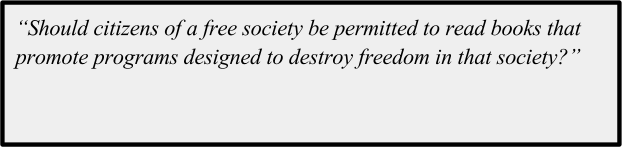 “Should citizens of a free society be permitted to read books that
promote programs designed to destroy freedom in that society?”